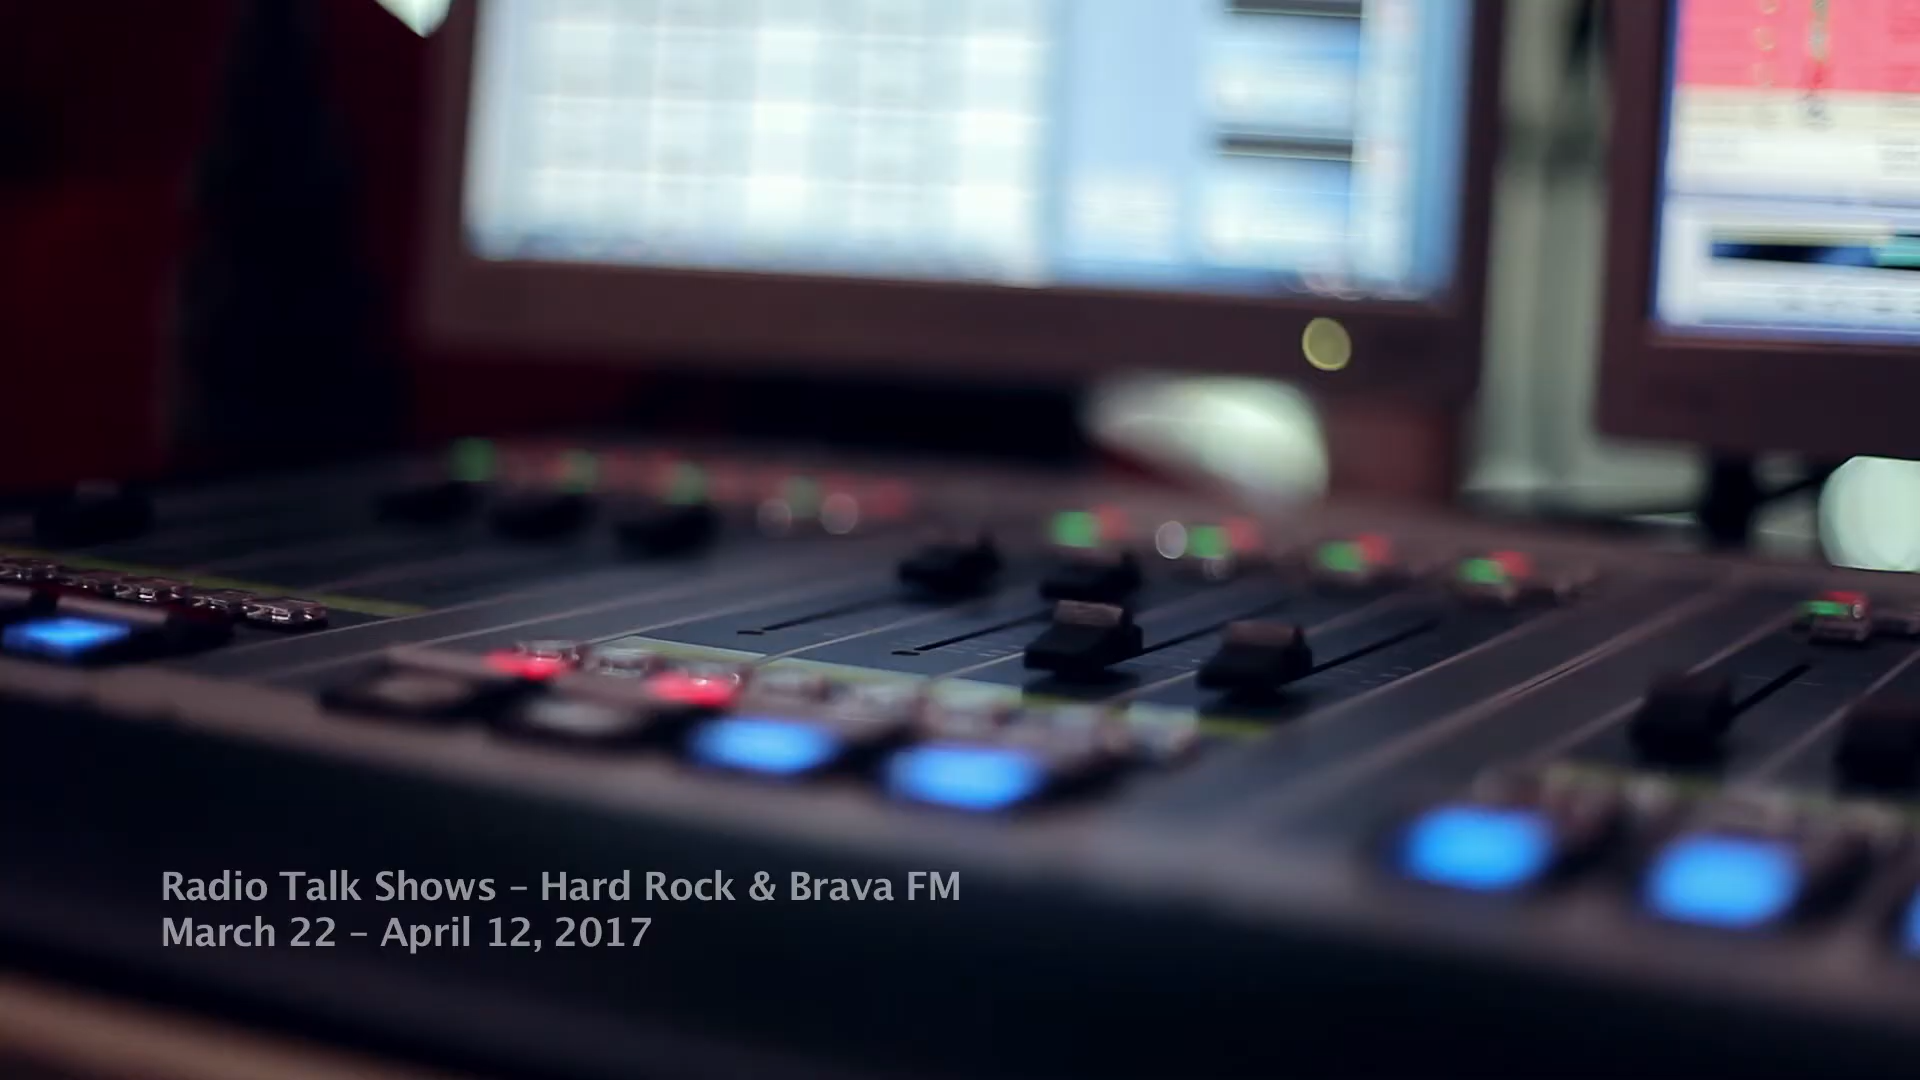 Radio Talk Shows – Hard Rock & Brava FM
March 22 – April 12, 2017